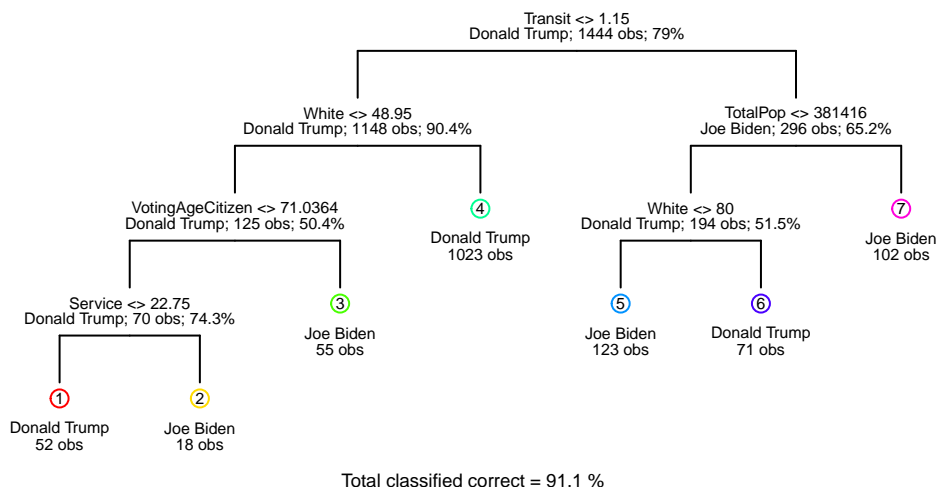 Transit <> 1.15
Donald Trump; 1444 obs; 79%
White <> 48.95
Donald Trump; 1148 obs; 90.4%
TotalPop <> 381416
Joe Biden; 296 obs; 65.2%
VotingAgeCitizen <> 71.0364
Donald Trump; 125 obs; 50.4%
4
Donald Trump
1023 obs
White <> 80
Donald Trump; 194 obs; 51.5%
7
Joe Biden
102 obs
Service <> 22.75
Donald Trump; 70 obs; 74.3%
3
Joe Biden
55 obs
5
Joe Biden
123 obs
6
Donald Trump
71 obs
1
Donald Trump
52 obs
2
Joe Biden
18 obs
Total classified correct = 91.1 %